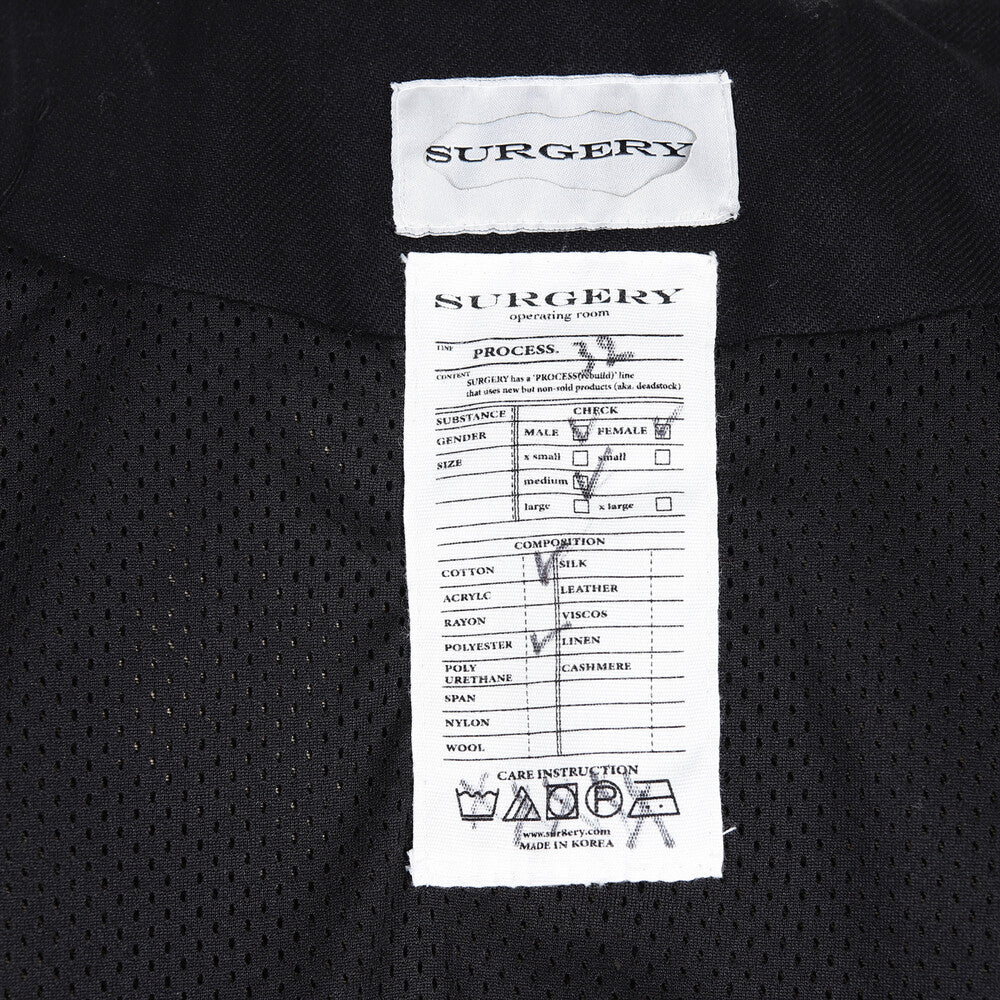 SURGERY
SURGERY
operating room
LINE PROCESS. 32
CONTENT SURGERY has a 'PROCESS(rebuild)' line
that uses new but non-sold products (aka. deadstock)
SUBSTANCE CHECK
GENDER MALE FEMALE
SIZE x small small
medium
large x large
COMPOSITION
COTTON SILK
ACRYLC LEATHER
RAYON VISCOS
POLYESTER LINEN
POLY URETHANE CASHMERE
SPAN
NYLON
WOOL
CARE INSTRUCTION
P
www.sur8ery.com
MADE IN KOREA